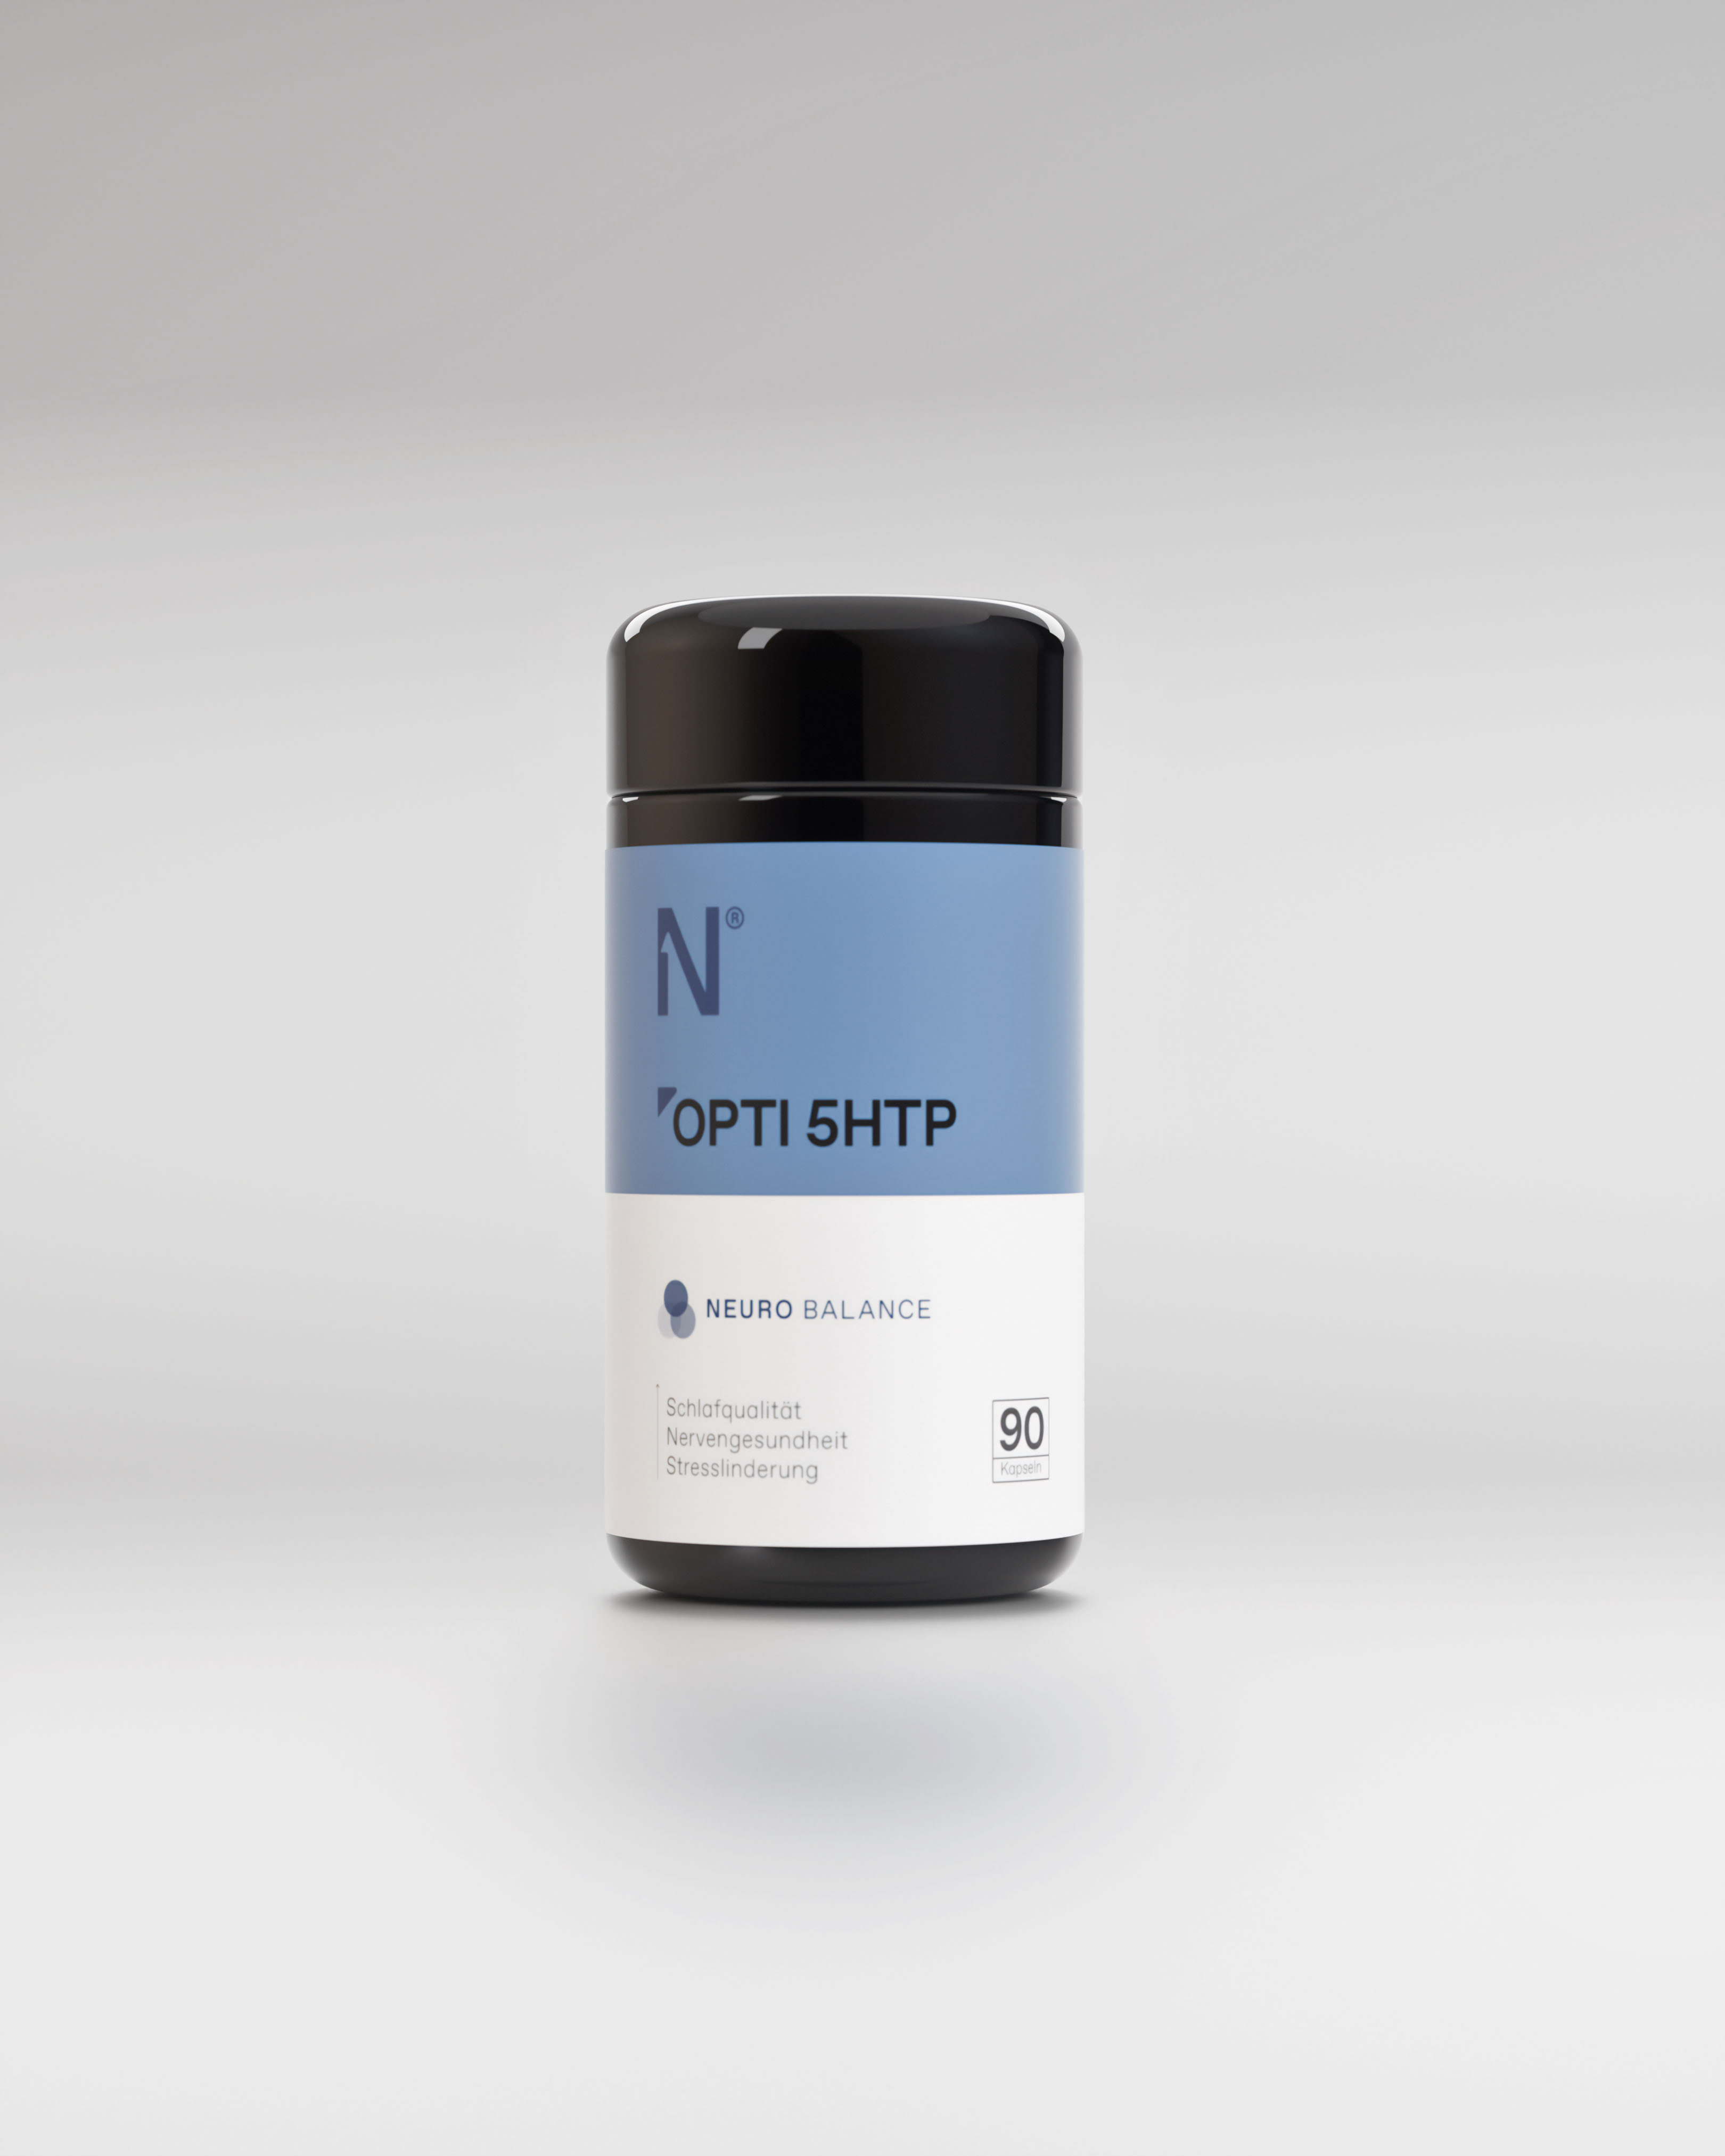 N®
OPTI 5HTP
NEURO BALANCE
Schlafqualität
Nervengesundheit
Stresslinderung
90
Kapseln